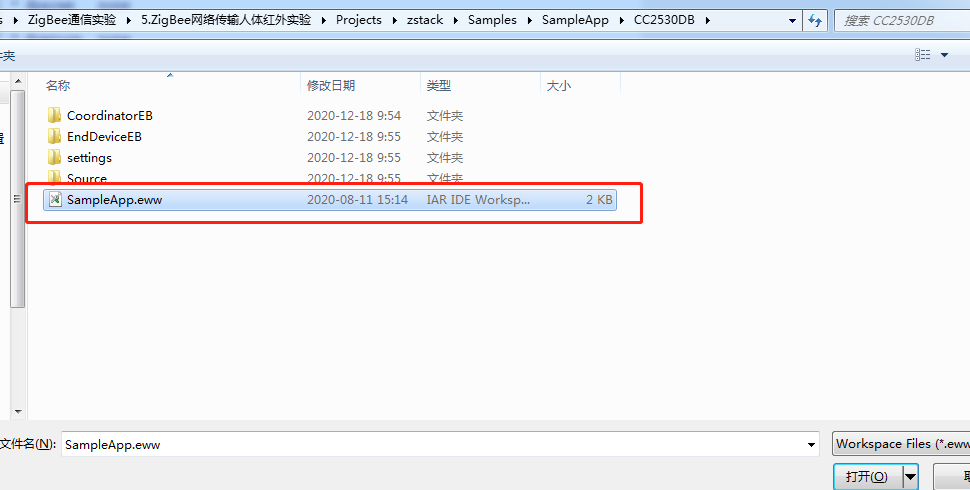 s ▸ ZigBee通信实验 ▸ 5.ZigBee网络传输人体红外实验 ▸ Projects ▸ zstack ▸ Samples ▸ SampleApp ▸ CC2530DB ▸
搜索 CC2530DB
夹
名称 修改日期 类型 大小
CoordinatorEB 2020-12-18 9:54 文件夹
EndDeviceEB 2020-12-18 9:55 文件夹
settings 2020-12-18 9:55 文件夹
Source 2020-12-18 9:55 文件夹
SampleApp.eww 2020-08-11 15:14 IAR IDE Worksp... 2 KB
文件名(N): SampleApp.eww Workspace Files (*.eww
打开(O) 取